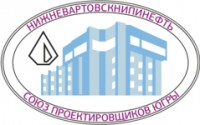 НИЖНЕВАРТОВСКНИПИНЕФТЬ
СОЮЗ ПРОЕКТИРОВЩИКОВ ЮГРЫ